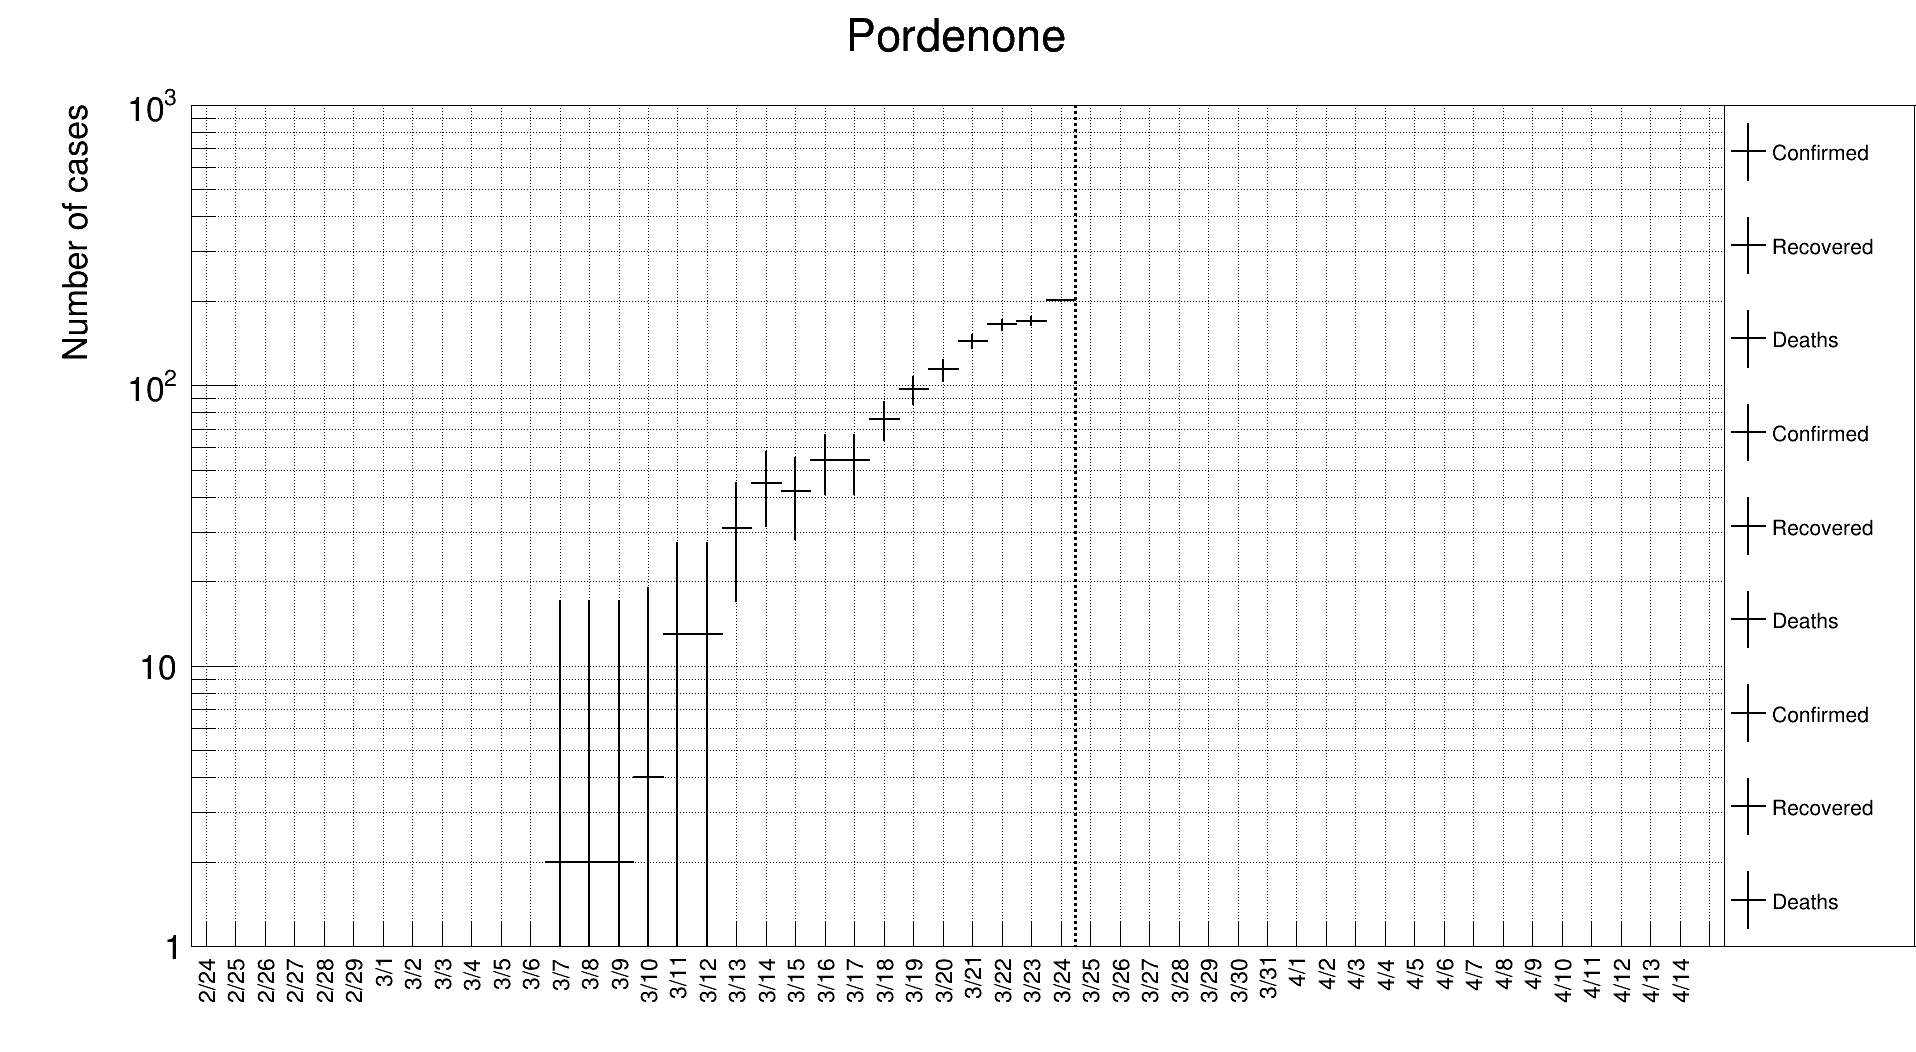 Pordenone
Number of cases
10³
10²
10
1
2/24 2/25 2/26 2/27 2/28 2/29 3/1 3/2 3/3 3/4 3/5 3/6 3/7 3/8 3/9 3/10 3/11 3/12 3/13 3/14 3/15 3/16 3/17 3/18 3/19 3/20 3/21 3/22 3/23 3/24 3/25 3/26 3/27 3/28 3/29 3/30 3/31 4/1 4/2 4/3 4/4 4/5 4/6 4/7 4/8 4/9 4/10 4/11 4/12 4/13 4/14
Confirmed
Recovered
Deaths
Confirmed
Recovered
Deaths
Confirmed
Recovered
Deaths